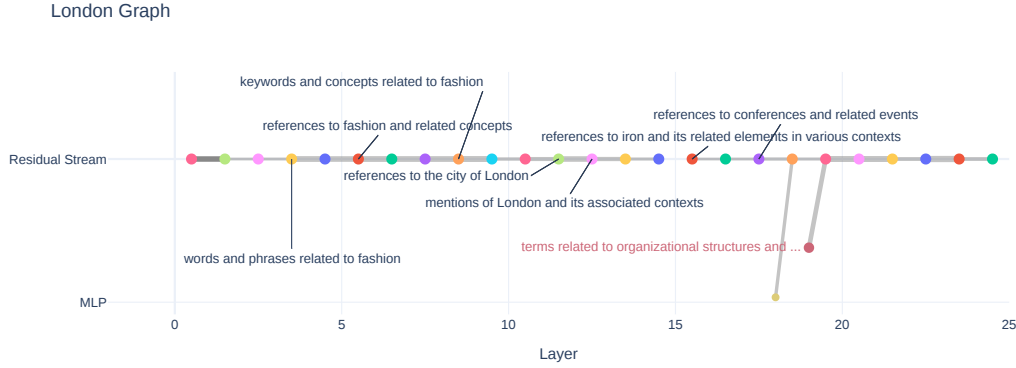 London Graph
keywords and concepts related to fashion
references to conferences and related events
references to fashion and related concepts
references to iron and its related elements in various contexts
Residual Stream
references to the city of London
mentions of London and its associated contexts
terms related to organizational structures and ...
words and phrases related to fashion
MLP
0 5 10 15 20 25
Layer